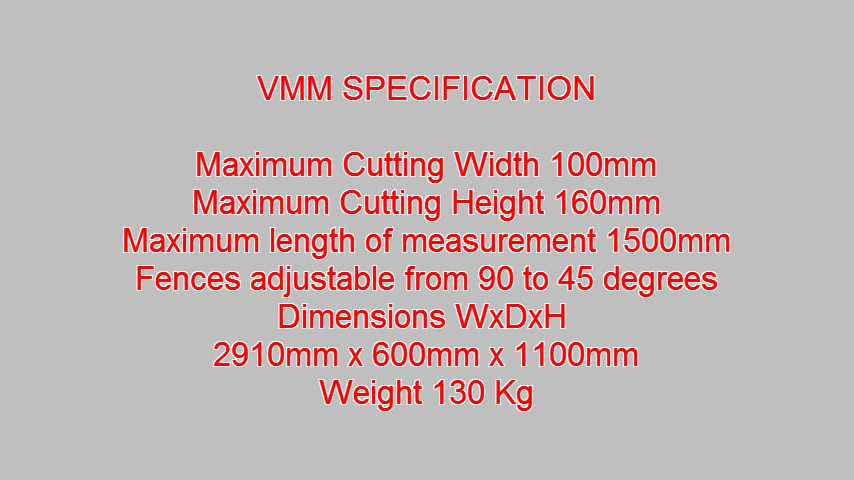 VMM SPECIFICATION
Maximum Cutting Width 100mm
Maximum Cutting Height 160mm
Maximum length of measurement 1500mm
Fences adjustable from 90 to 45 degrees
Dimensions WxDxH
2910mm x 600mm x 1100mm
Weight 130 Kg